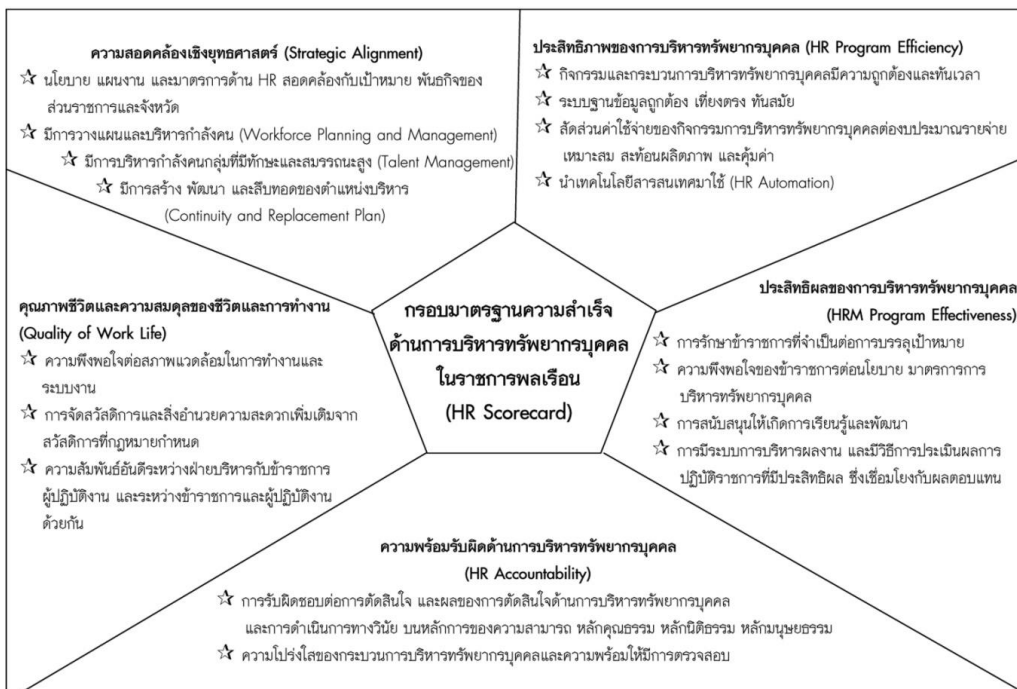 ความสอดคล้องเชิงยุทธศาสตร์ (Strategic Alignment)
☆ นโยบาย แผนงาน และมาตรการด้าน HR สอดคล้องกับเป้าหมาย พันธกิจของ
ส่วนราชการและจังหวัด
☆ มีการวางแผนและบริหารกำลังคน (Workforce Planning and Management)
☆ มีการบริหารกำลังคนกลุ่มที่มีทักษะและสมรรถนะสูง (Talent Management)
☆ มีการสร้าง พัฒนา และสืบทอดของตำแหน่งบริหาร
(Continuity and Replacement Plan)
ประสิทธิภาพของการบริหารทรัพยากรบุคคล (HR Program Efficiency)
☆ กิจกรรมและกระบวนการบริหารทรัพยากรบุคคลมีความถูกต้องและทันเวลา
☆ ระบบฐานข้อมูลถูกต้อง เที่ยงตรง ทันสมัย
☆ สัดส่วนค่าใช้จ่ายของกิจกรรมการบริหารทรัพยากรบุคคลต่องบประมาณรายจ่าย
เหมาะสม สะท้อนผลิตภาพ และคุ้มค่า
☆ นำเทคโนโลยีสารสนเทศมาใช้ (HR Automation)
คุณภาพชีวิตและความสมดุลของชีวิตและการทำงาน
(Quality of Work Life)
☆ ความพึงพอใจต่อสภาพแวดล้อมในการทำงานและ
ระบบงาน
☆ การจัดสวัสดิการและสิ่งอำนวยความสะดวกเพิ่มเติมจาก
สวัสดิการที่กฎหมายกำหนด
☆ ความสัมพันธ์อันดีระหว่างฝ่ายบริหารกับข้าราชการ
ผู้ปฏิบัติงาน และระหว่างข้าราชการและผู้ปฏิบัติงาน
ด้วยกัน
กรอบมาตรฐานความสำเร็จ
ด้านการบริหารทรัพยากรบุคคล
ในราชการพลเรือน
(HR Scorecard)
ประสิทธิผลของการบริหารทรัพยากรบุคคล
(HRM Program Effectiveness)
☆ การรักษาข้าราชการที่จำเป็นต่อการบรรลุเป้าหมาย
☆ ความพึงพอใจของข้าราชการต่อนโยบาย มาตรการการ
บริหารทรัพยากรบุคคล
☆ การสนับสนุนให้เกิดการเรียนรู้และพัฒนา
☆ การมีระบบการบริหารผลงาน และมีวิธีการประเมินผลการ
ปฏิบัติราชการที่มีประสิทธิผล ซึ่งเชื่อมโยงกับผลตอบแทน
ความพร้อมรับผิดด้านการบริหารทรัพยากรบุคคล
(HR Accountability)
☆ การรับผิดชอบต่อการตัดสินใจ และผลของการตัดสินใจด้านการบริหารทรัพยากรบุคคล
และการดำเนินการทางวินัย บนหลักการของความสามารถ หลักคุณธรรม หลักนิติธรรม หลักมนุษยธรรม
☆ ความโปร่งใสของกระบวนการบริหารทรัพยากรบุคคลและความพร้อมให้มีการตรวจสอบ